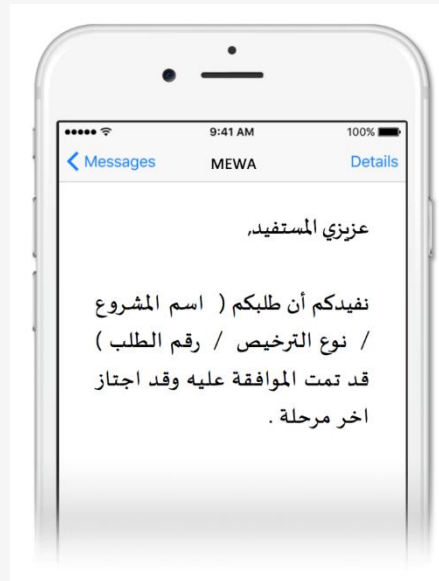 9:41 AM 100%
Messages MEWA Details
عزيزي المستفيد,
نفيدكم أن طلبكم ( اسم المشروع
/ نوع الترخيص / رقم الطلب )
قد تمت الموافقة عليه وقد اجتاز
اخر مرحلة .